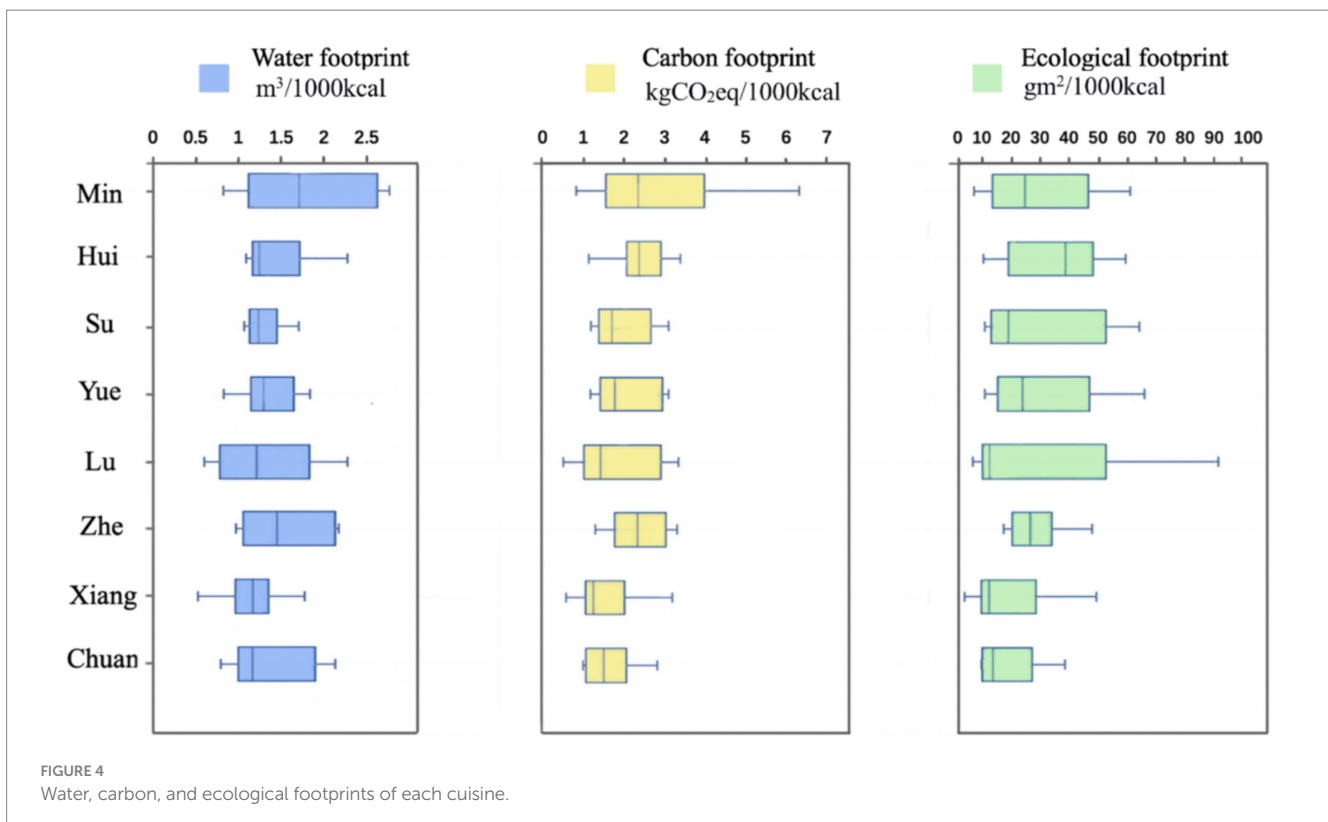 Water footprint
m³/1000kcal
Carbon footprint
kgCO₂eq/1000kcal
Ecological footprint
gm²/1000kcal
0 0.5 1 1.5 2 2.5
0 1 2 3 4 5 6 7
0 10 20 30 40 50 60 70 80 90 100
Min
Hui
Su
Yue
Lu
Zhe
Xiang
Chuan
FIGURE 4
Water, carbon, and ecological footprints of each cuisine.